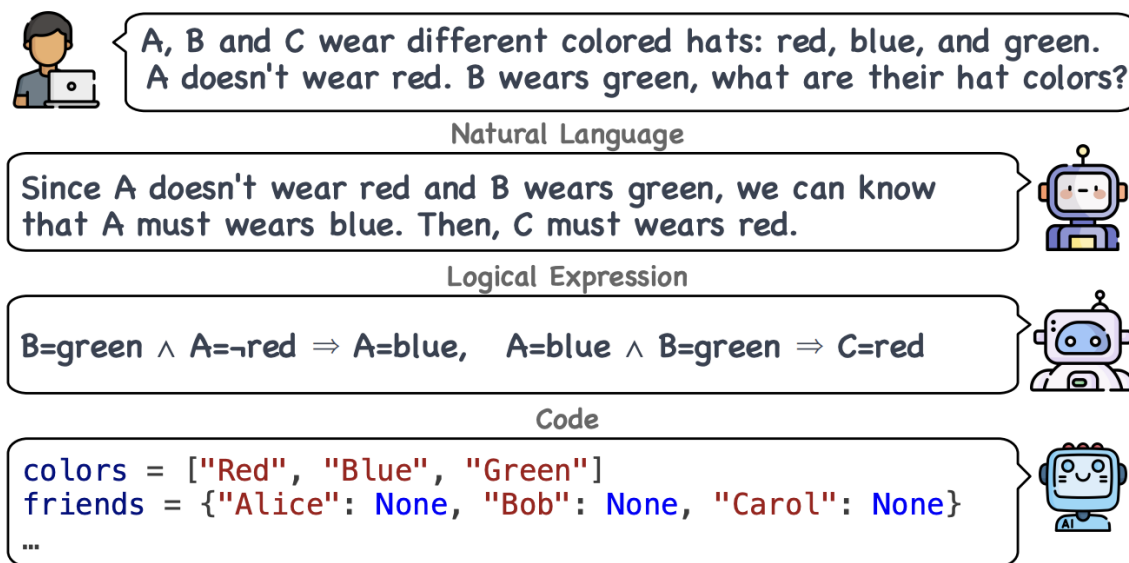 A, B and C wear different colored hats: red, blue, and green.
A doesn't wear red. B wears green, what are their hat colors?
Natural Language
Since A doesn't wear red and B wears green, we can know
that A must wears blue. Then, C must wears red.
Logical Expression
B=green ∧ A=¬red ⇒ A=blue, A=blue ∧ B=green ⇒ C=red
Code
colors = ["Red", "Blue", "Green"]
friends = {"Alice": None, "Bob": None, "Carol": None}
…
AI